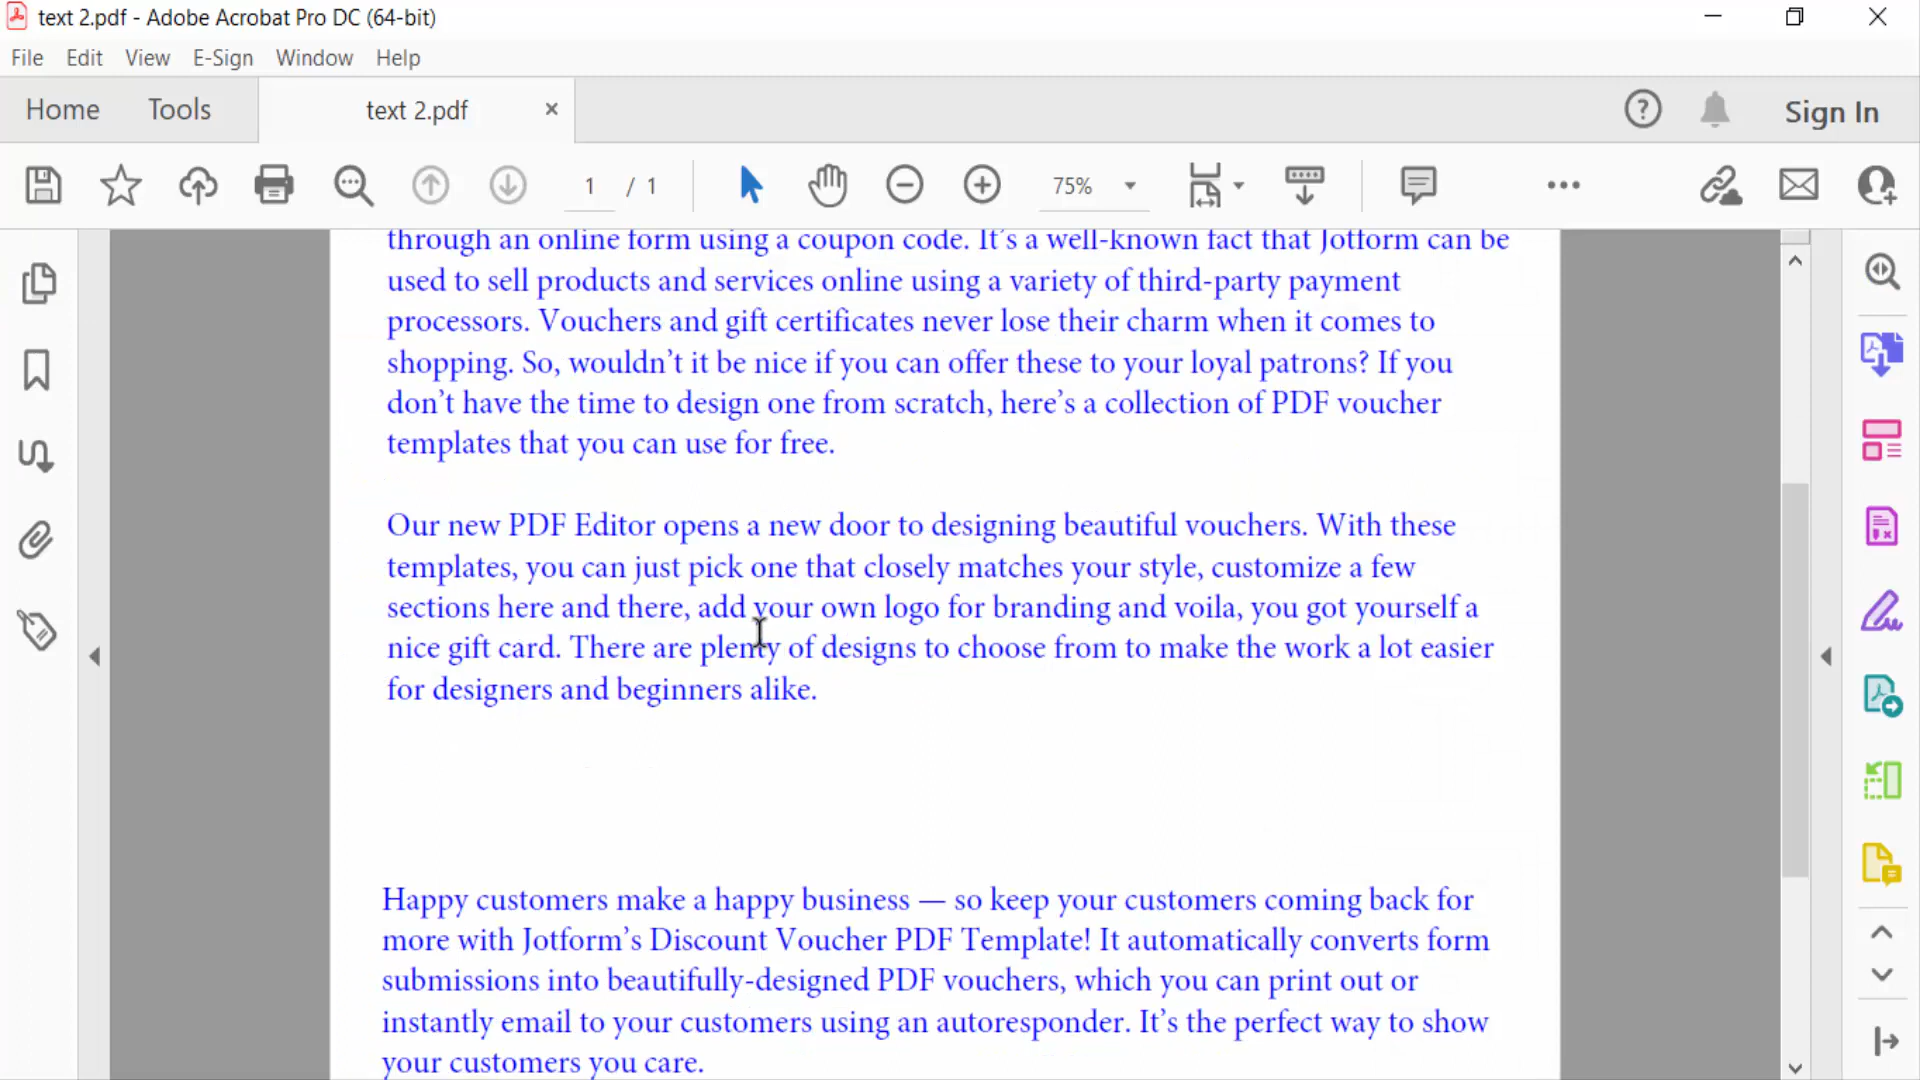 text 2.pdf - Adobe Acrobat Pro DC (64-bit)
File Edit View E-Sign Window Help
Home Tools text 2.pdf × Sign In
1 / 1 75%
through an online form using a coupon code. It’s a well-known fact that Jotform can be
used to sell products and services online using a variety of third-party payment
processors. Vouchers and gift certificates never lose their charm when it comes to
shopping. So, wouldn’t it be nice if you can offer these to your loyal patrons? If you
don’t have the time to design one from scratch, here’s a collection of PDF voucher
templates that you can use for free.
Our new PDF Editor opens a new door to designing beautiful vouchers. With these
templates, you can just pick one that closely matches your style, customize a few
sections here and there, add your own logo for branding and voila, you got yourself a
nice gift card. There are plenty of designs to choose from to make the work a lot easier
for designers and beginners alike.
Happy customers make a happy business — so keep your customers coming back for
more with Jotform’s Discount Voucher PDF Template! It automatically converts form
submissions into beautifully-designed PDF vouchers, which you can print out or
instantly email to your customers using an autoresponder. It’s the perfect way to show
your customers you care.